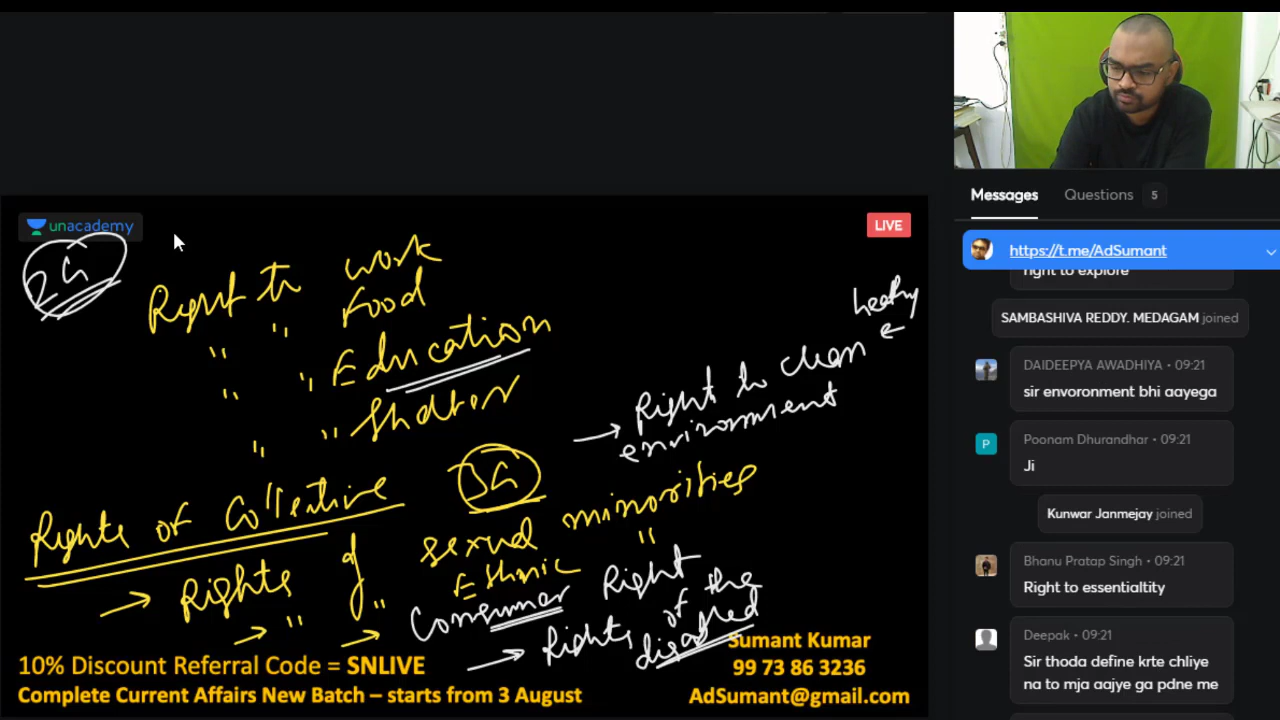 unacademy
LIVE
2G
Right to work
" " Food
" " Education
" " Shelter
healthy
→ Right to clean
environment
3G
Rights of Collective
→ Rights of sexual minorities
→ " " Ethnic "
→ Consumer Right
→ Rights of the
disabled
Sumant Kumar
10% Discount Referral Code = SNLIVE
99 73 86 3236
Complete Current Affairs New Batch – starts from 3 August
AdSumant@gmail.com
Messages
Questions 5
https://t.me/AdSumant
right to explore
SAMBASHIVA REDDY. MEDAGAM joined
DAIDEEPYA AWADHIYA • 09:21
sir envoronment bhi aayega
P
Poonam Dhurandhar • 09:21
Ji
Kunwar Janmejay joined
Bhanu Pratap Singh • 09:21
Right to essentialtity
Deepak • 09:21
Sir thoda define krte chliye
na to mja aajye ga pdne me